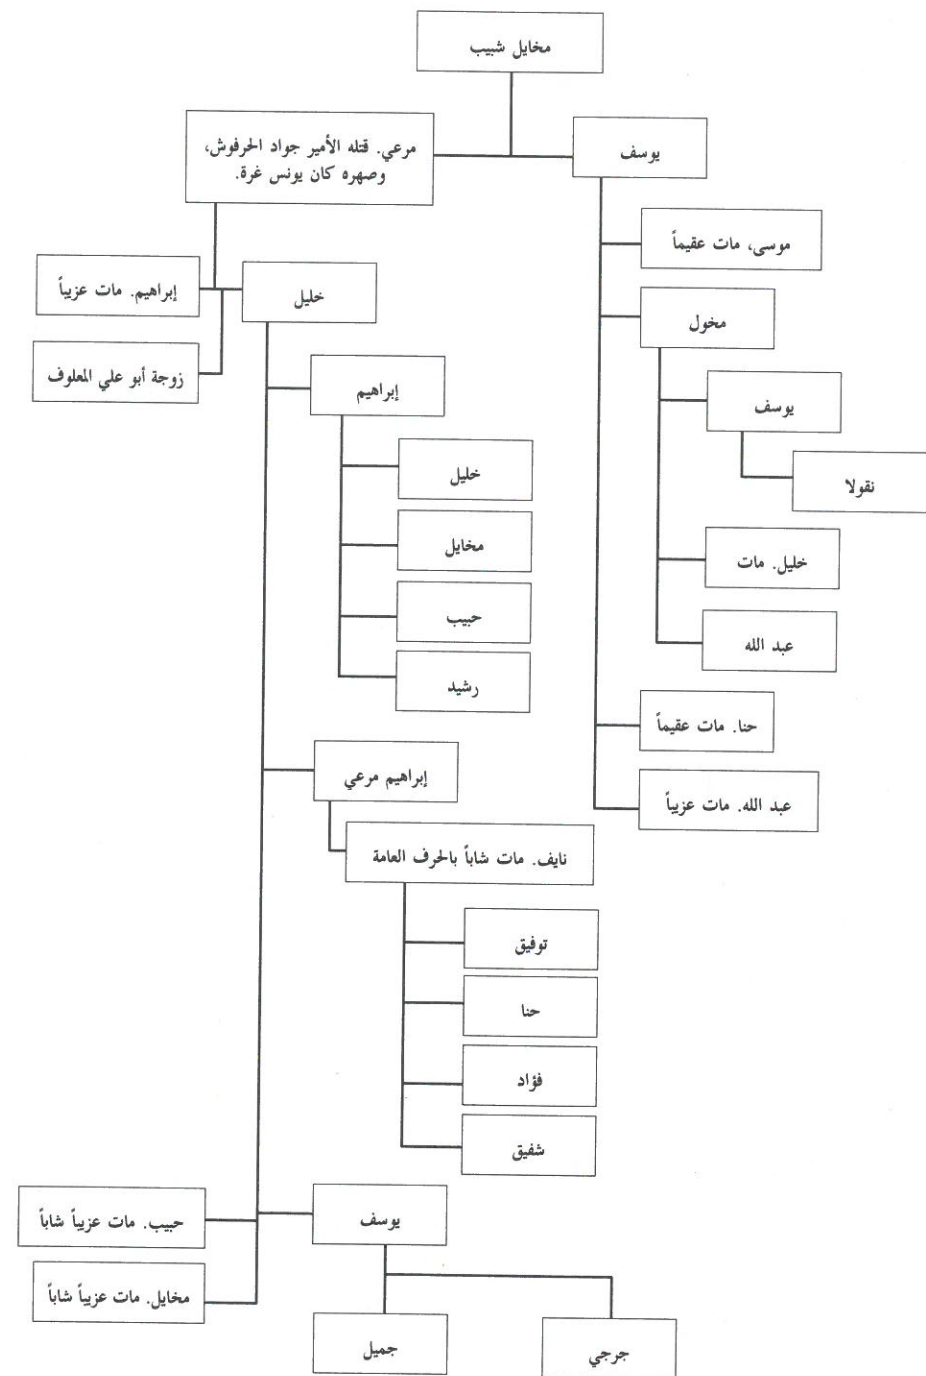 مخايل شبيب
يوسف
مرعي. قتله الأمير جواد الحرفوش،
وصهره كان يونس غرة.
موسى، مات عقيماً
مخول
يوسف
نقولا
خليل. مات
عبد الله
حنا. مات عقيماً
عبد الله. مات عزيباً
خليل
إبراهيم. مات عزيباً
زوجة أبو علي المعلوف
إبراهيم
خليل
مخايل
حبيب
رشيد
إبراهيم مرعي
نايف. مات شاباً بالحرف العامة
توفيق
حنا
فؤاد
شفيق
يوسف
جرجي
جميل
حبيب. مات عزيباً شاباً
مخايل. مات عزيباً شاباً